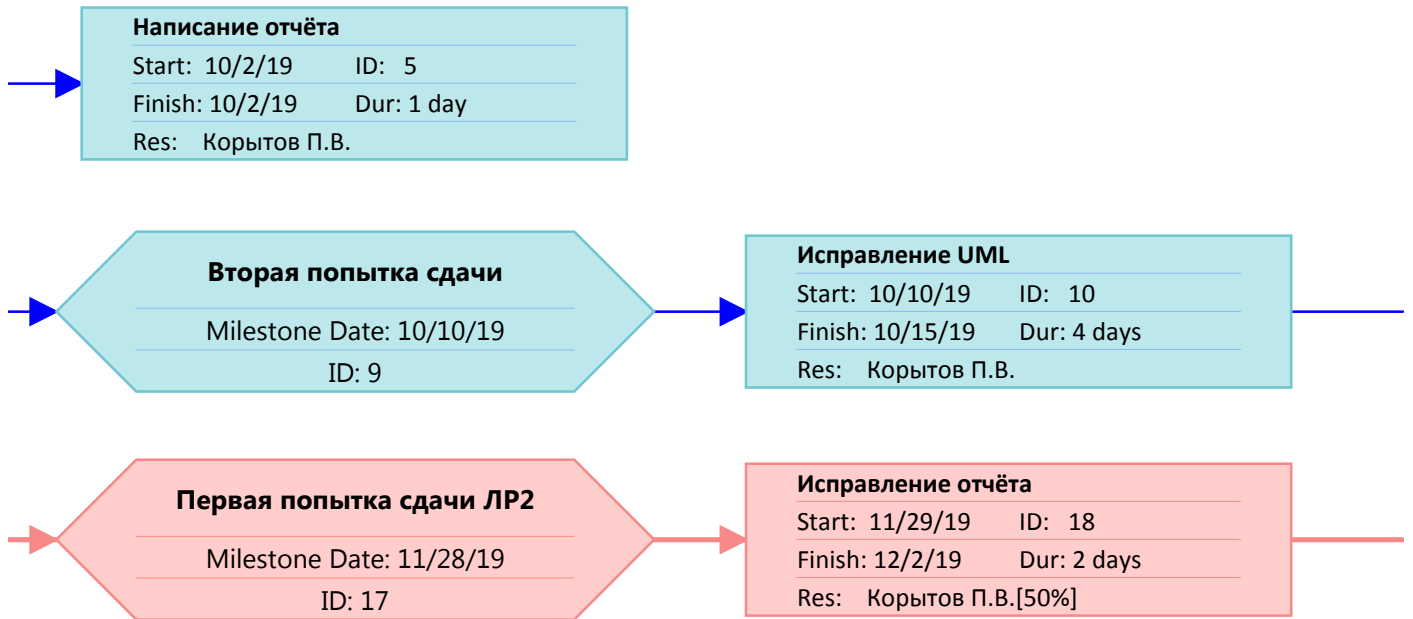 Написание отчёта
Start: 10/2/19 ID: 5
Finish: 10/2/19 Dur: 1 day
Res: Корытов П.В.
Вторая попытка сдачи
Milestone Date: 10/10/19
ID: 9
Исправление UML
Start: 10/10/19 ID: 10
Finish: 10/15/19 Dur: 4 days
Res: Корытов П.В.
Первая попытка сдачи ЛР2
Milestone Date: 11/28/19
ID: 17
Исправление отчёта
Start: 11/29/19 ID: 18
Finish: 12/2/19 Dur: 2 days
Res: Корытов П.В.[50%]